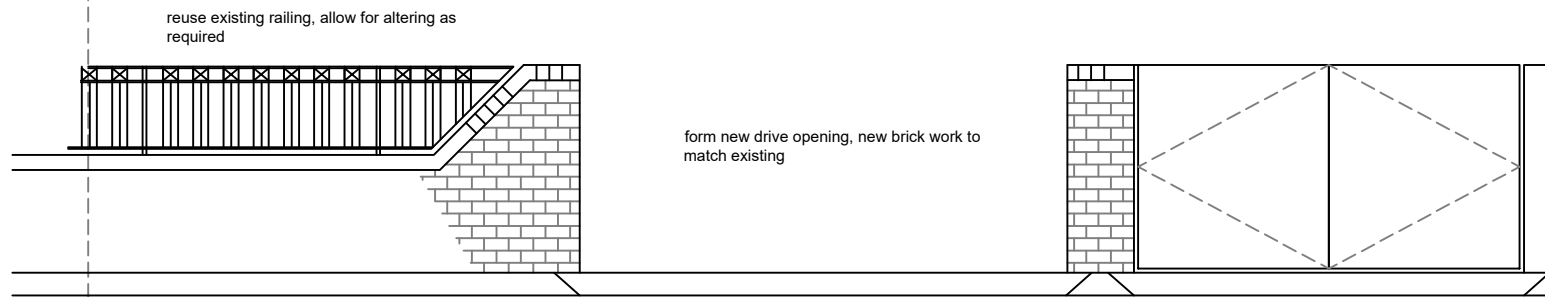 reuse existing railing, allow for altering as
required
form new drive opening, new brick work to
match existing